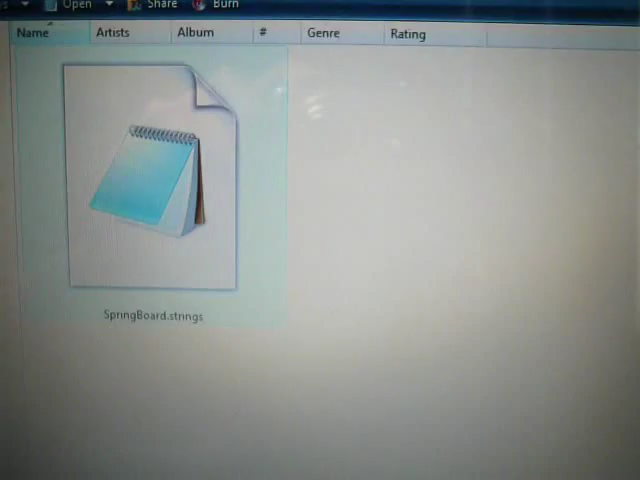 Open Share Burn
Name Artists Album # Genre Rating
SpringBoard.strings